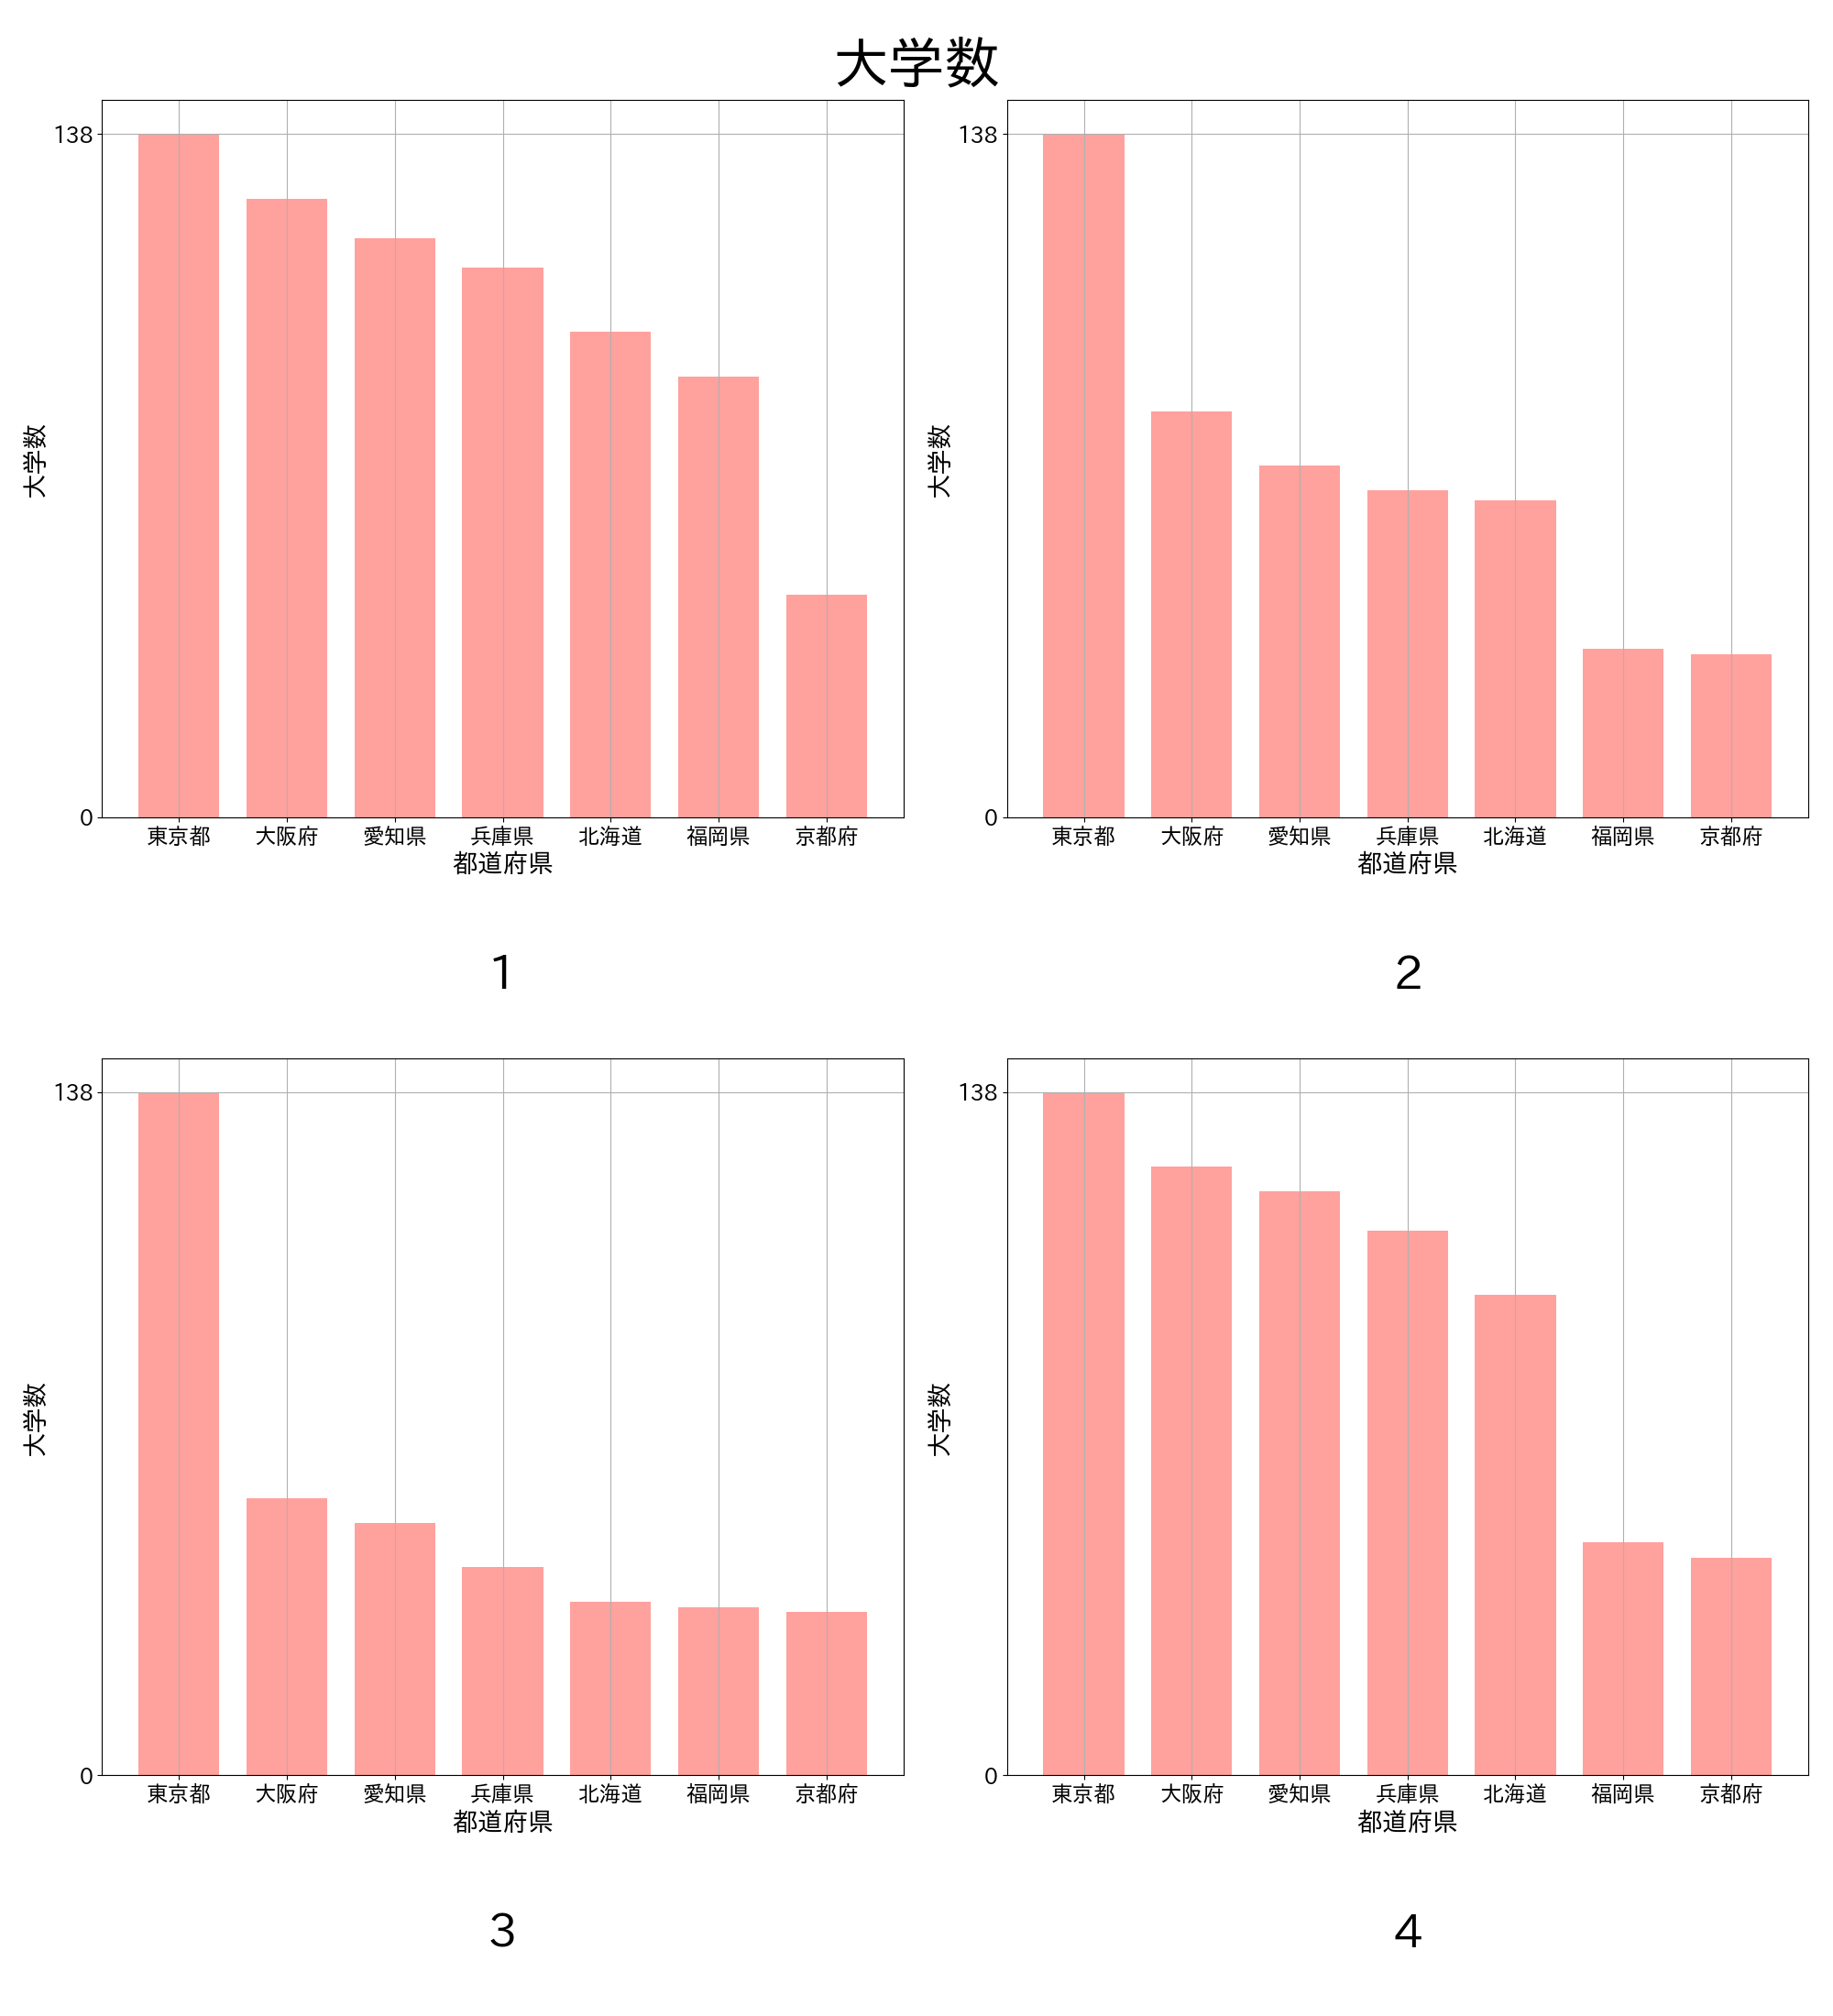 大学数
138
0
大学数
東京都 大阪府 愛知県 兵庫県 北海道 福岡県 京都府
都道府県
1
138
0
大学数
東京都 大阪府 愛知県 兵庫県 北海道 福岡県 京都府
都道府県
2
138
0
大学数
東京都 大阪府 愛知県 兵庫県 北海道 福岡県 京都府
都道府県
3
138
0
大学数
東京都 大阪府 愛知県 兵庫県 北海道 福岡県 京都府
都道府県
4